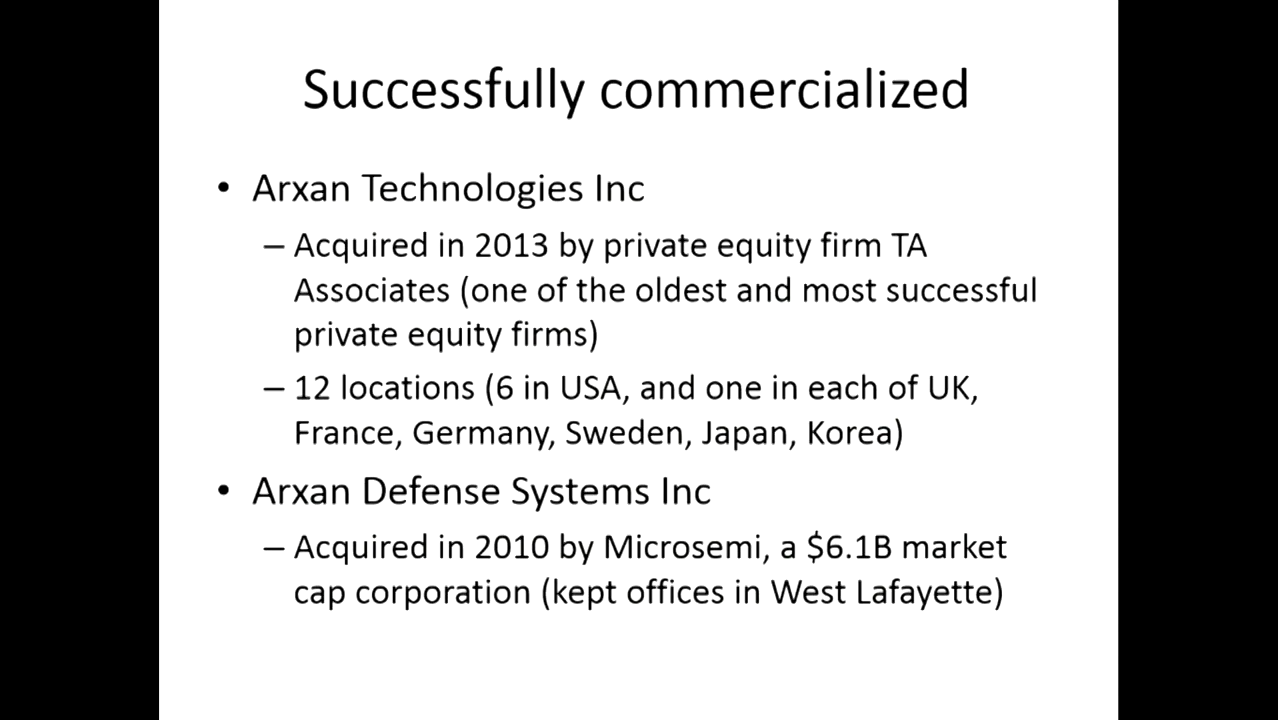 Successfully commercialized
• Arxan Technologies Inc
– Acquired in 2013 by private equity firm TA
Associates (one of the oldest and most successful
private equity firms)
– 12 locations (6 in USA, and one in each of UK,
France, Germany, Sweden, Japan, Korea)
• Arxan Defense Systems Inc
– Acquired in 2010 by Microsemi, a $6.1B market
cap corporation (kept offices in West Lafayette)